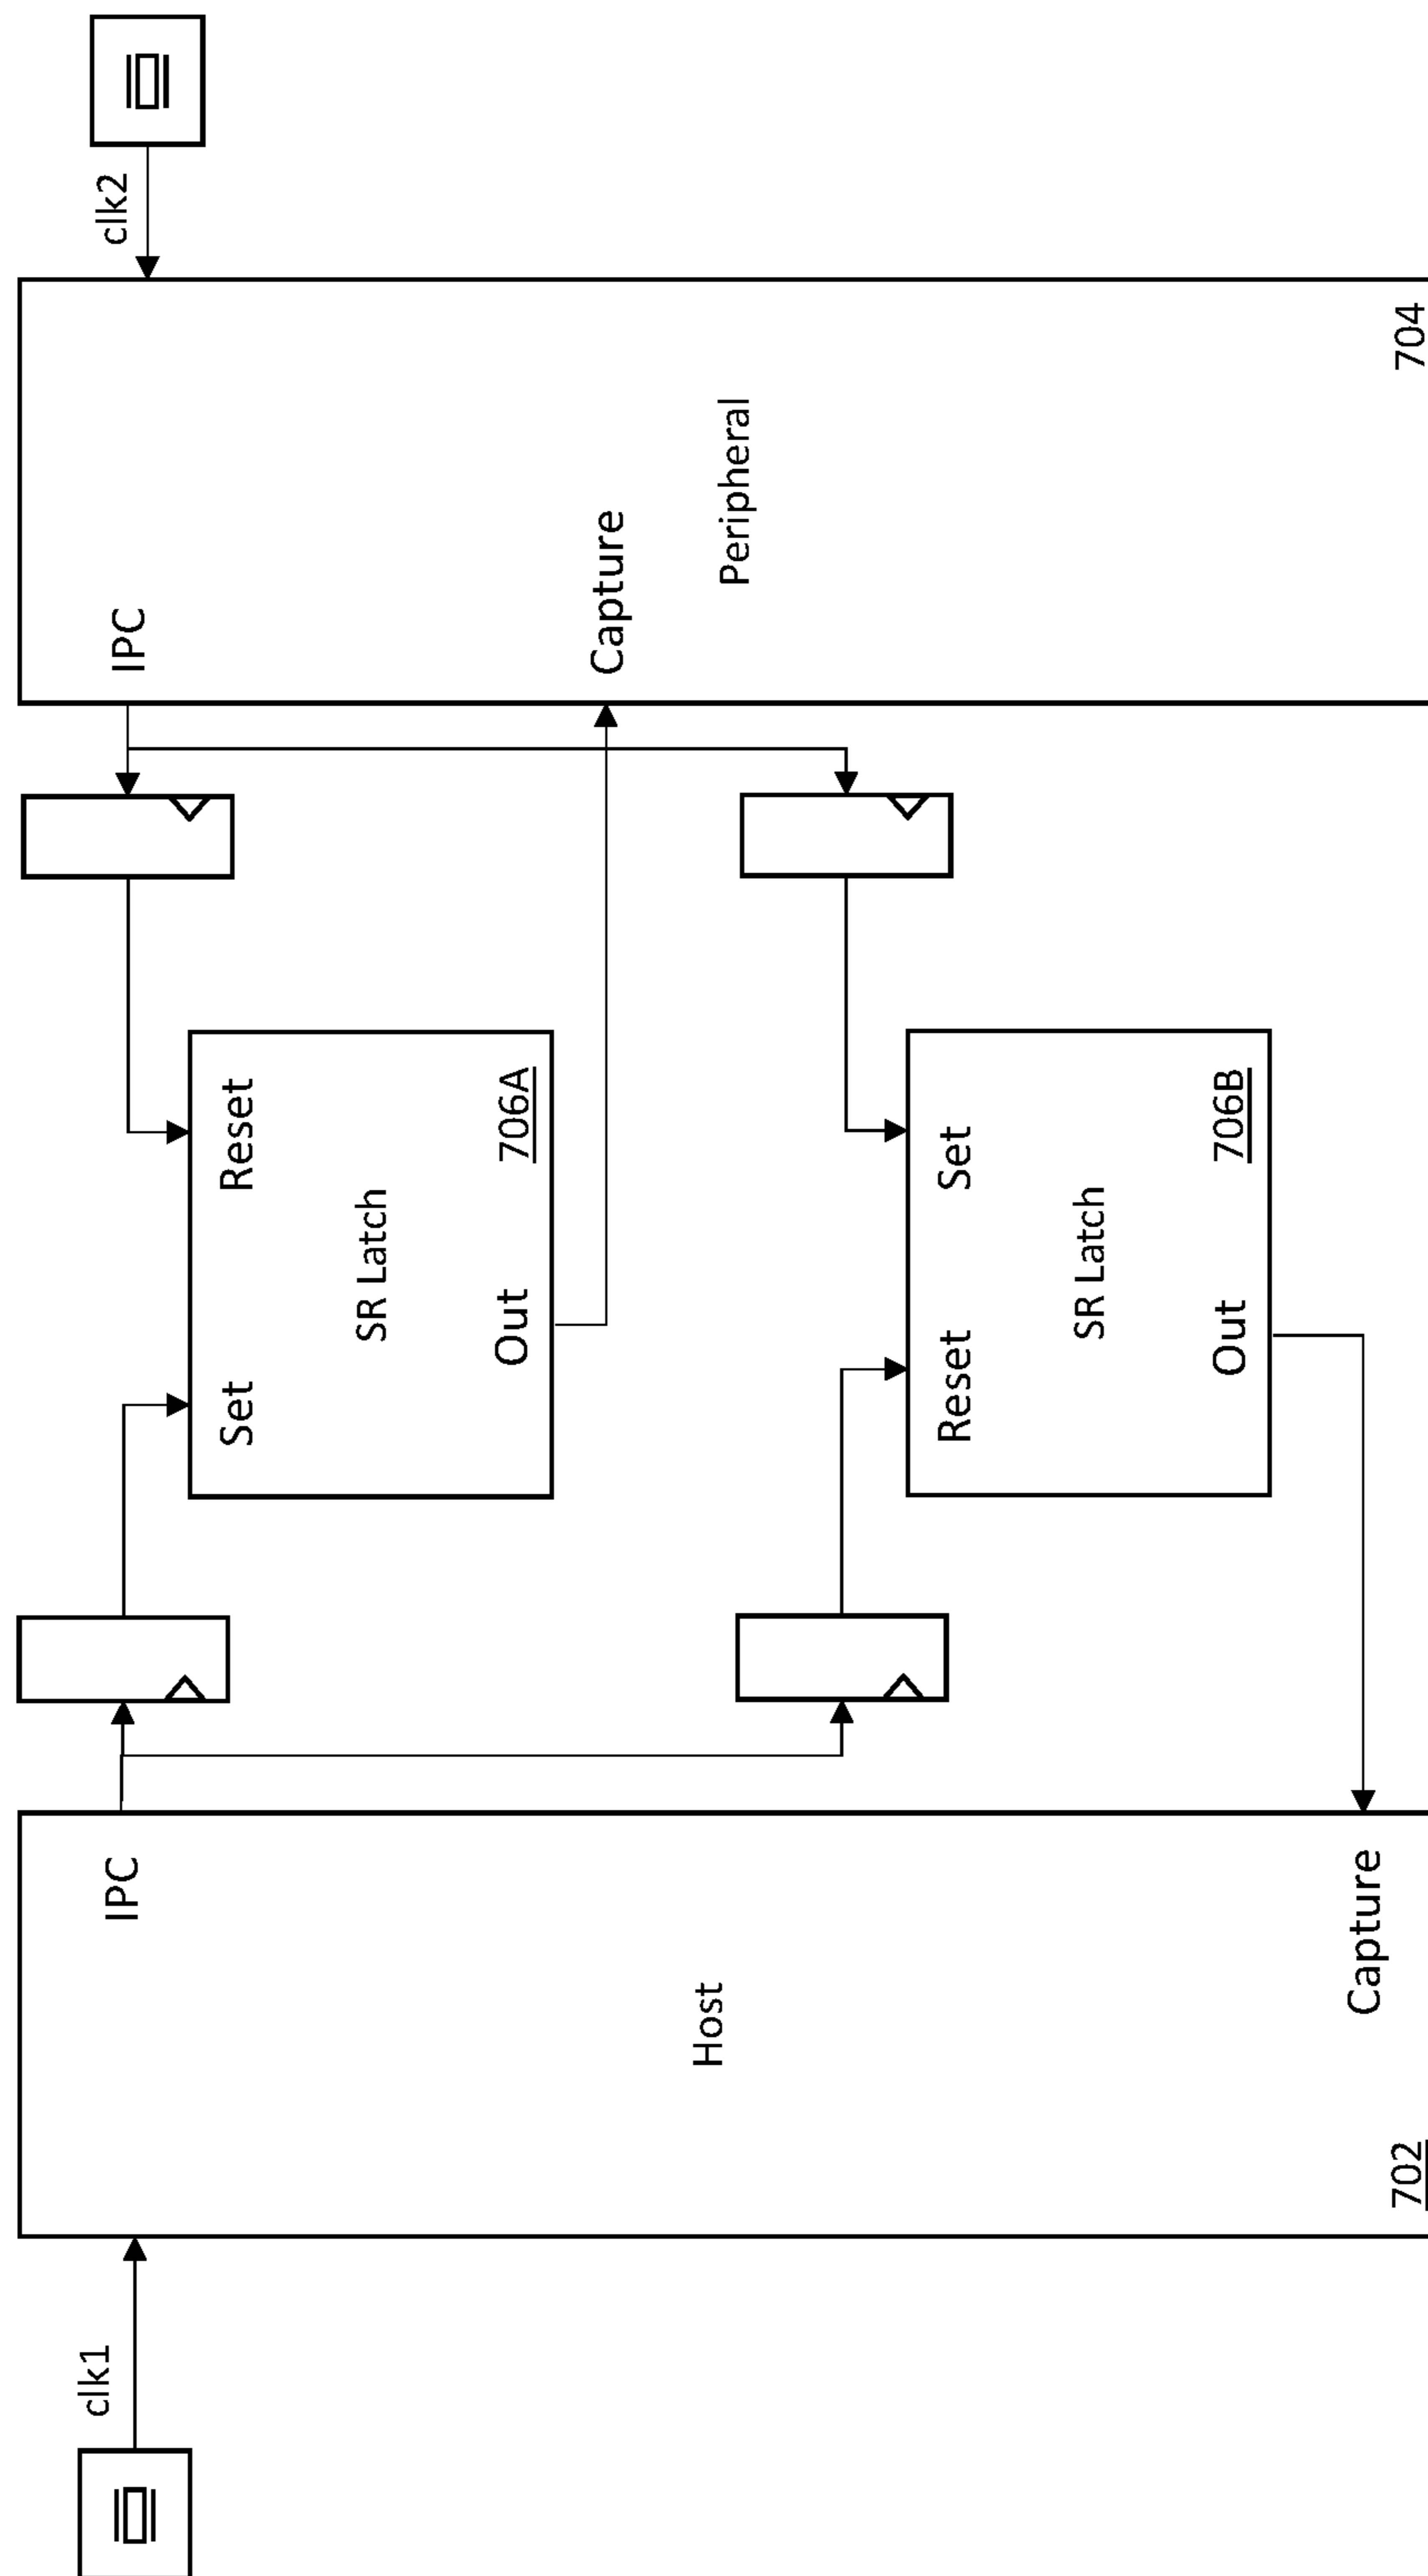 clk1
IPC
Host
Capture
702
Set
Reset
SR Latch
Out
706A
Reset
Set
SR Latch
Out
706B
IPC
Capture
Peripheral
704
clk2